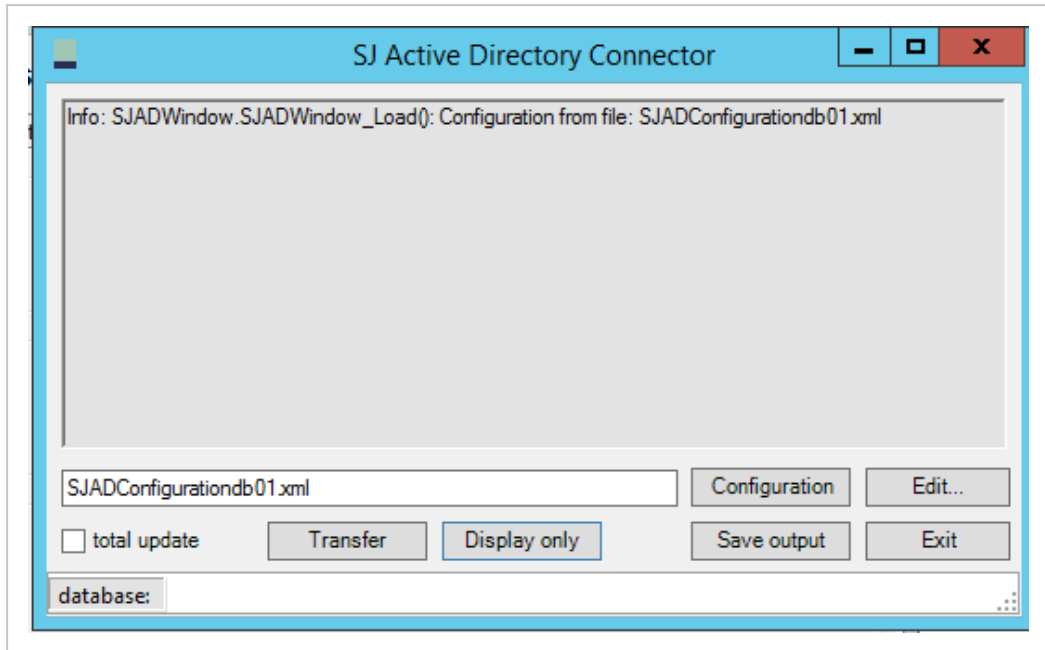 SJ Active Directory Connector
Info: SJADWindow.SJADWindow_Load(): Configuration from file: SJADConfigurationdb01.xml
SJADConfigurationdb01.xml
Configuration
Edit...
total update
Transfer
Display only
Save output
Exit
database: